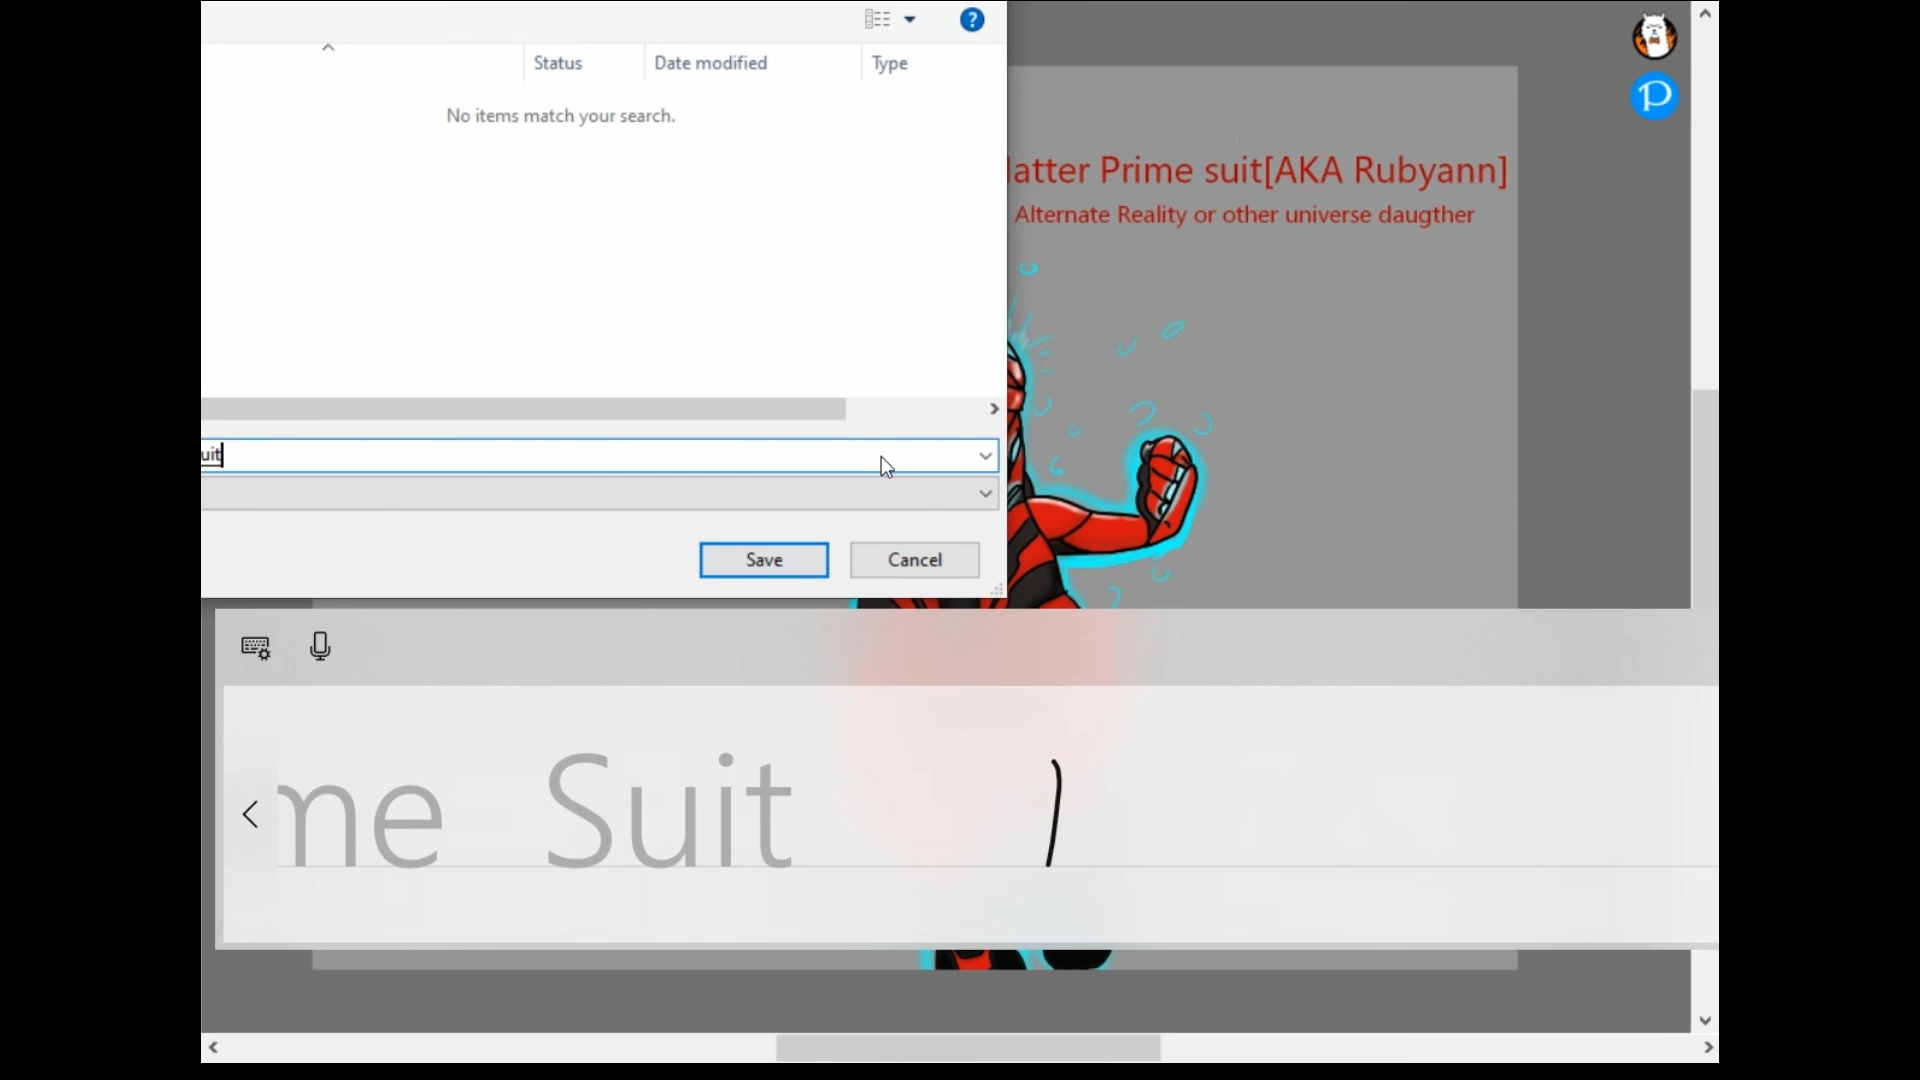 Status Date modified Type
No items match your search.
latter Prime suit[AKA Rubyann]
Alternate Reality or other universe daugther
uit
Save Cancel
me Suit